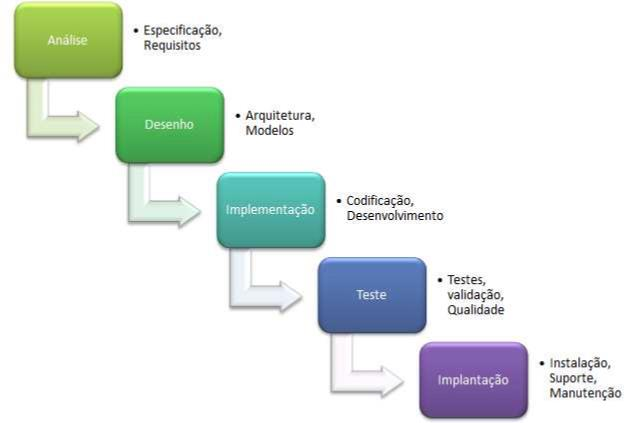 Análise
• Especificação,
Requisitos
Desenho
• Arquitetura,
Modelos
Implementação
• Codificação,
Desenvolvimento
Teste
• Testes,
validação,
Qualidade
Implantação
• Instalação,
Suporte,
Manutenção